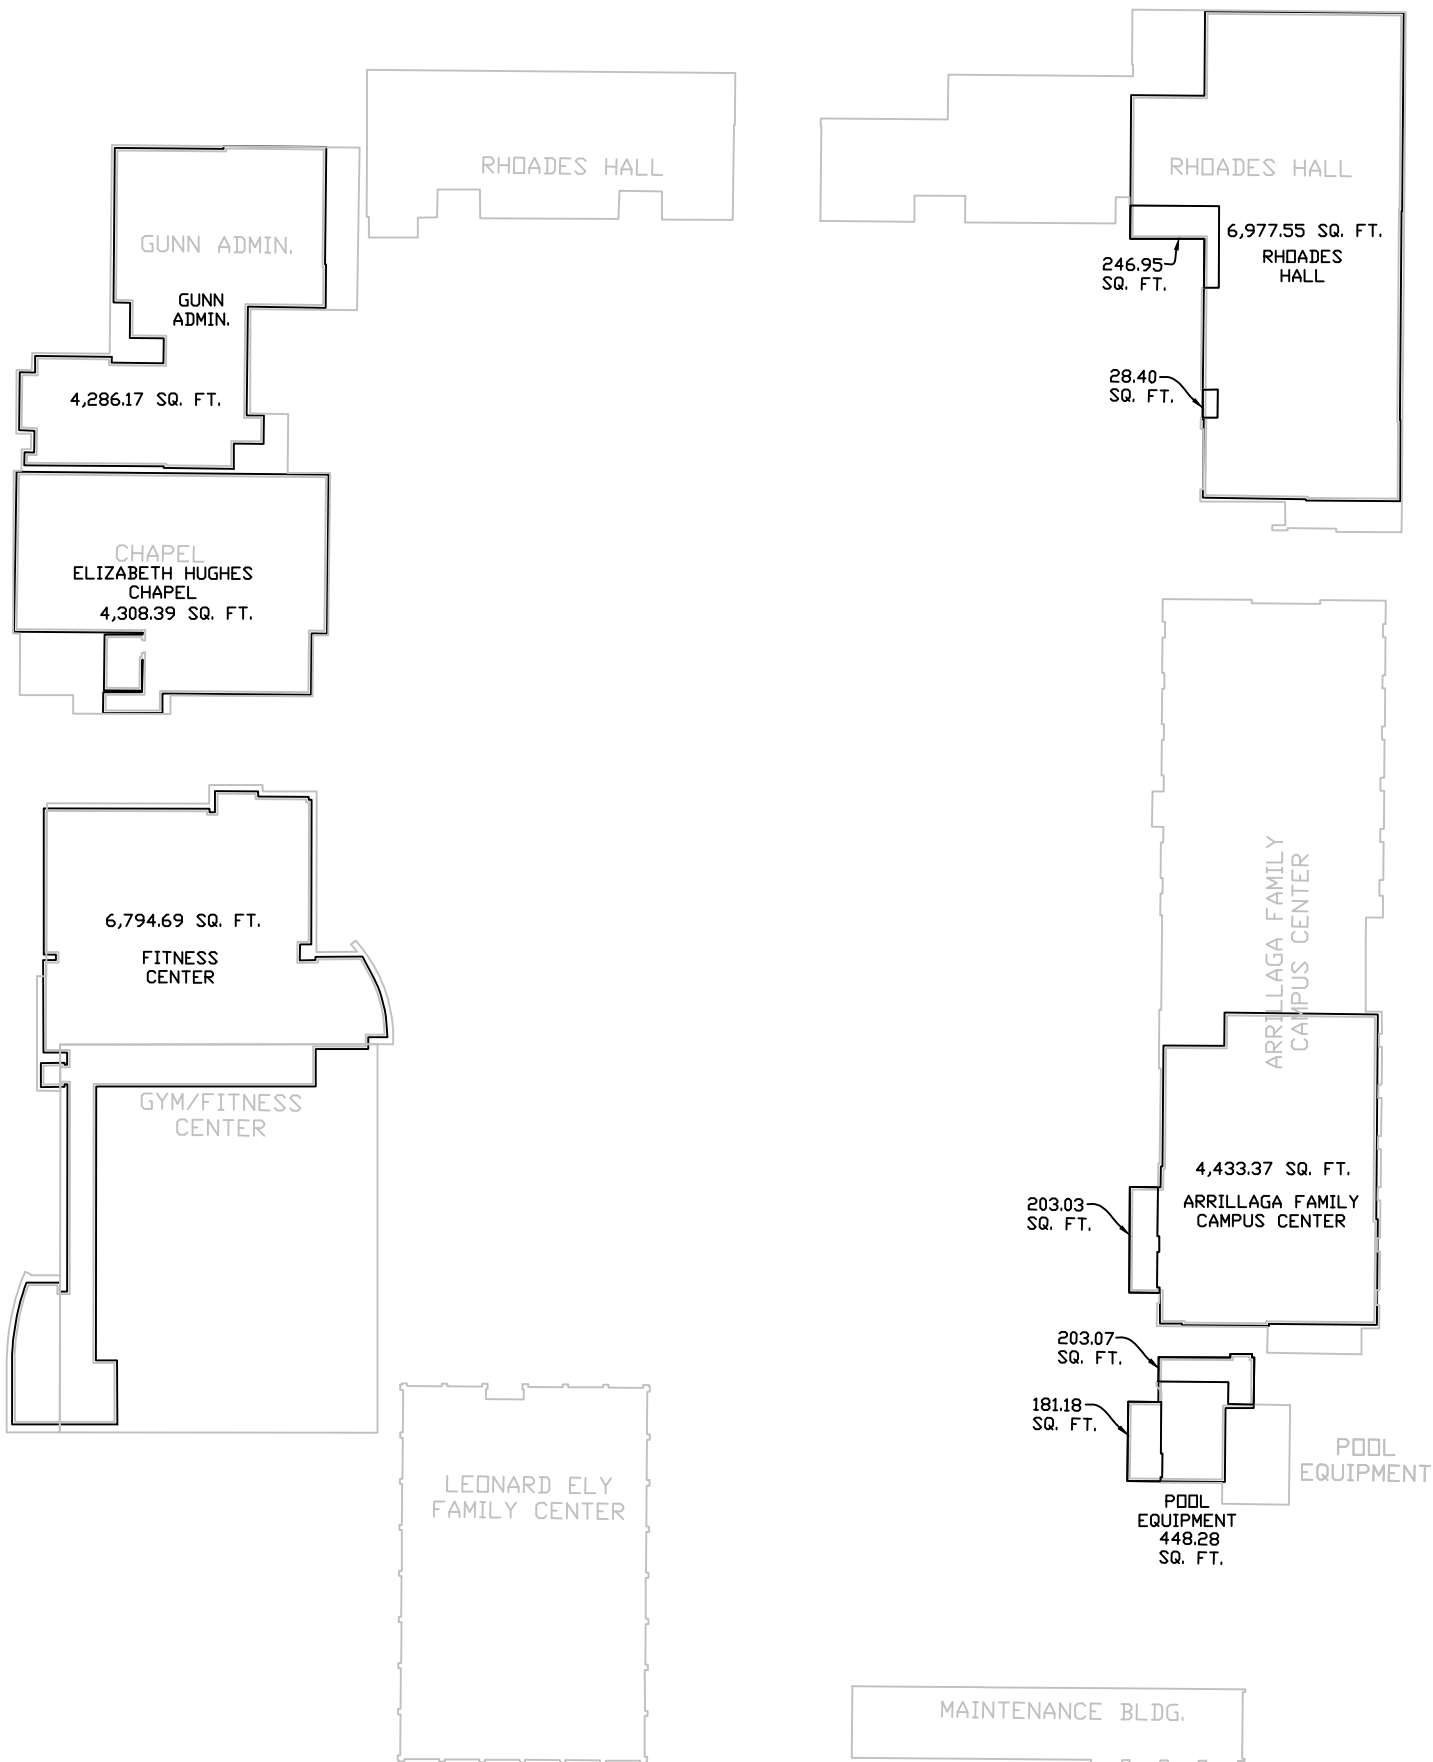 RHOADES HALL
RHOADES HALL
6,977.55 SQ. FT.
RHOADES
HALL
246.95
SQ. FT.
28.40
SQ. FT.
GUNN ADMIN.
GUNN
ADMIN.
4,286.17 SQ. FT.
CHAPEL
ELIZABETH HUGHES
CHAPEL
4,308.39 SQ. FT.
6,794.69 SQ. FT.
FITNESS
CENTER
GYM/FITNESS
CENTER
ARRILLAGA FAMILY
CAMPUS CENTER
4,433.37 SQ. FT.
ARRILLAGA FAMILY
CAMPUS CENTER
203.03
SQ. FT.
203.07
SQ. FT.
181.18
SQ. FT.
POOL
EQUIPMENT
POOL
EQUIPMENT
448.28
SQ. FT.
LEONARD ELY
FAMILY CENTER
MAINTENANCE BLDG.